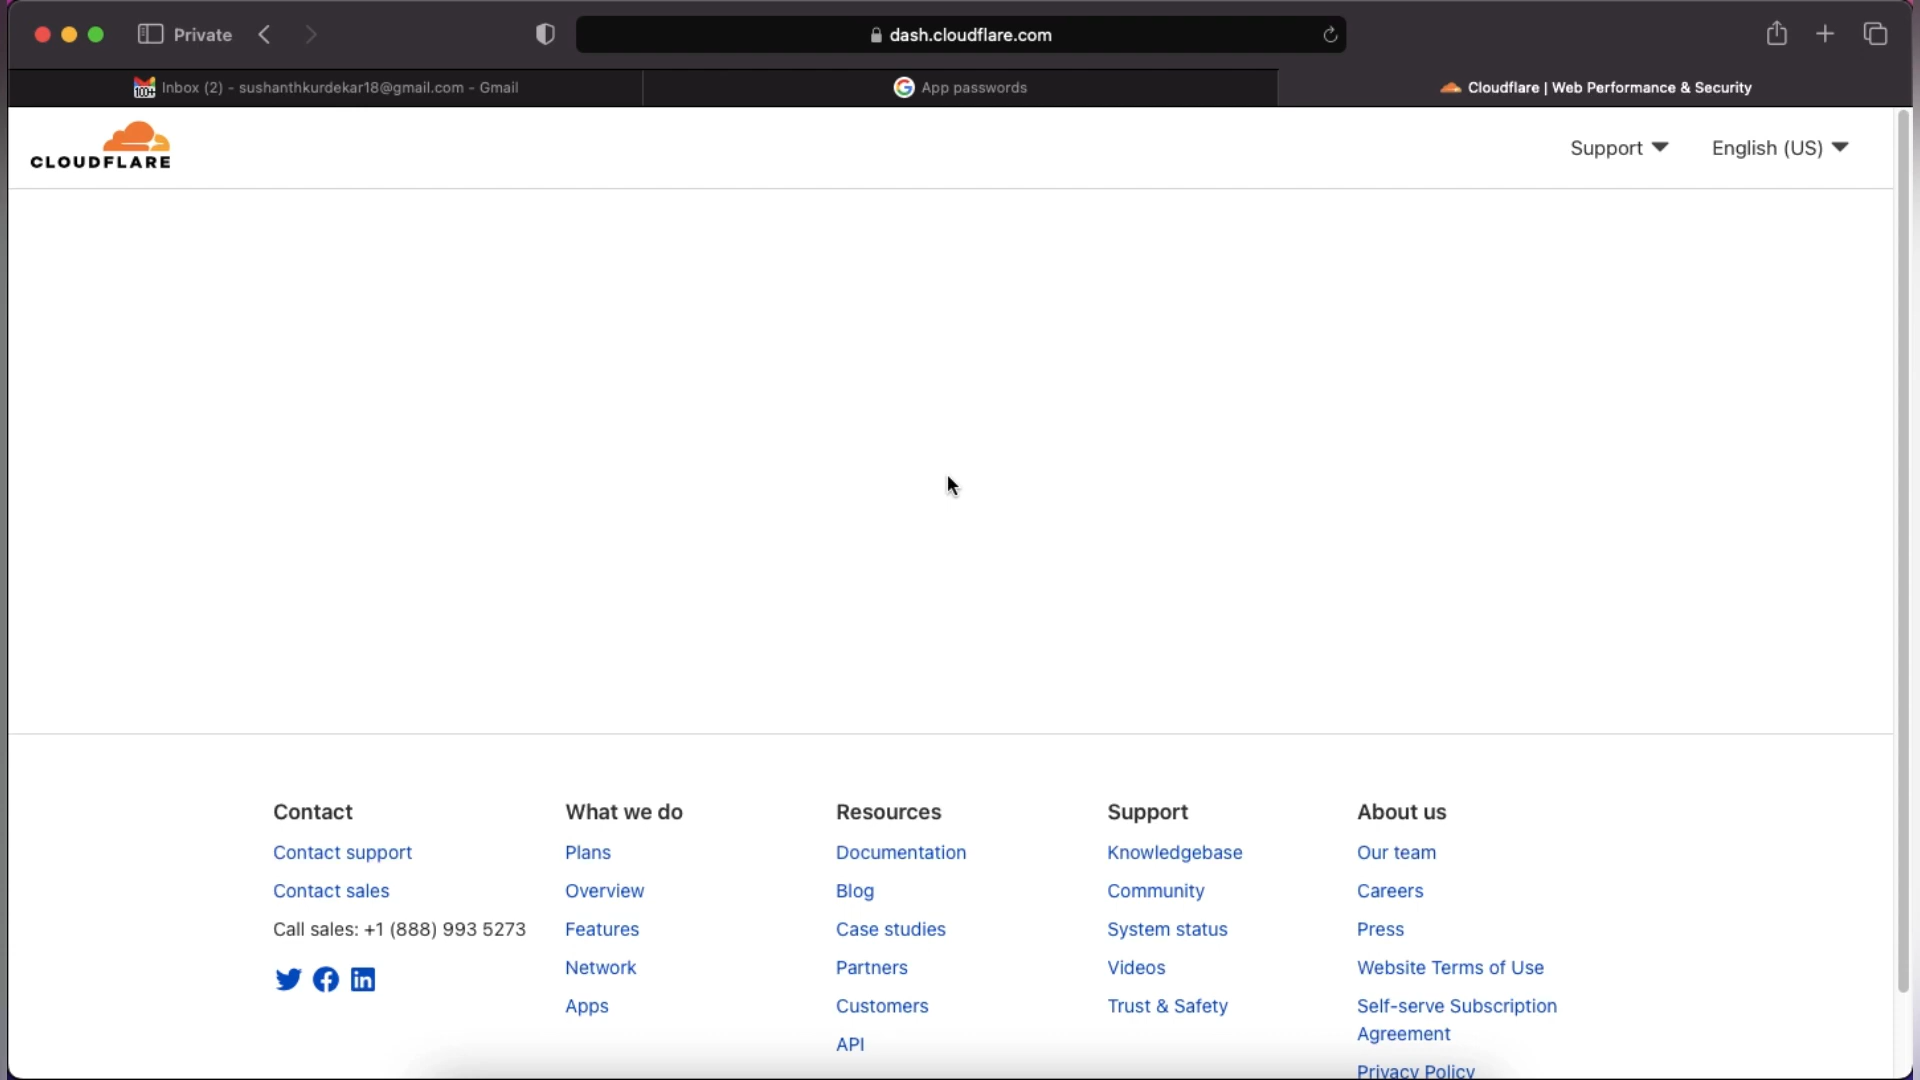 Private
dash.cloudflare.com
Inbox (2) - sushanthkurdekar18@gmail.com - Gmail
App passwords
Cloudflare | Web Performance & Security
CLOUDFLARE
Support
English (US)
Contact
Contact support
Contact sales
Call sales: +1 (888) 993 5273
What we do
Plans
Overview
Features
Network
Apps
Resources
Documentation
Blog
Case studies
Partners
Customers
API
Support
Knowledgebase
Community
System status
Videos
Trust & Safety
About us
Our team
Careers
Press
Website Terms of Use
Self-serve Subscription
Agreement
Privacy Policy